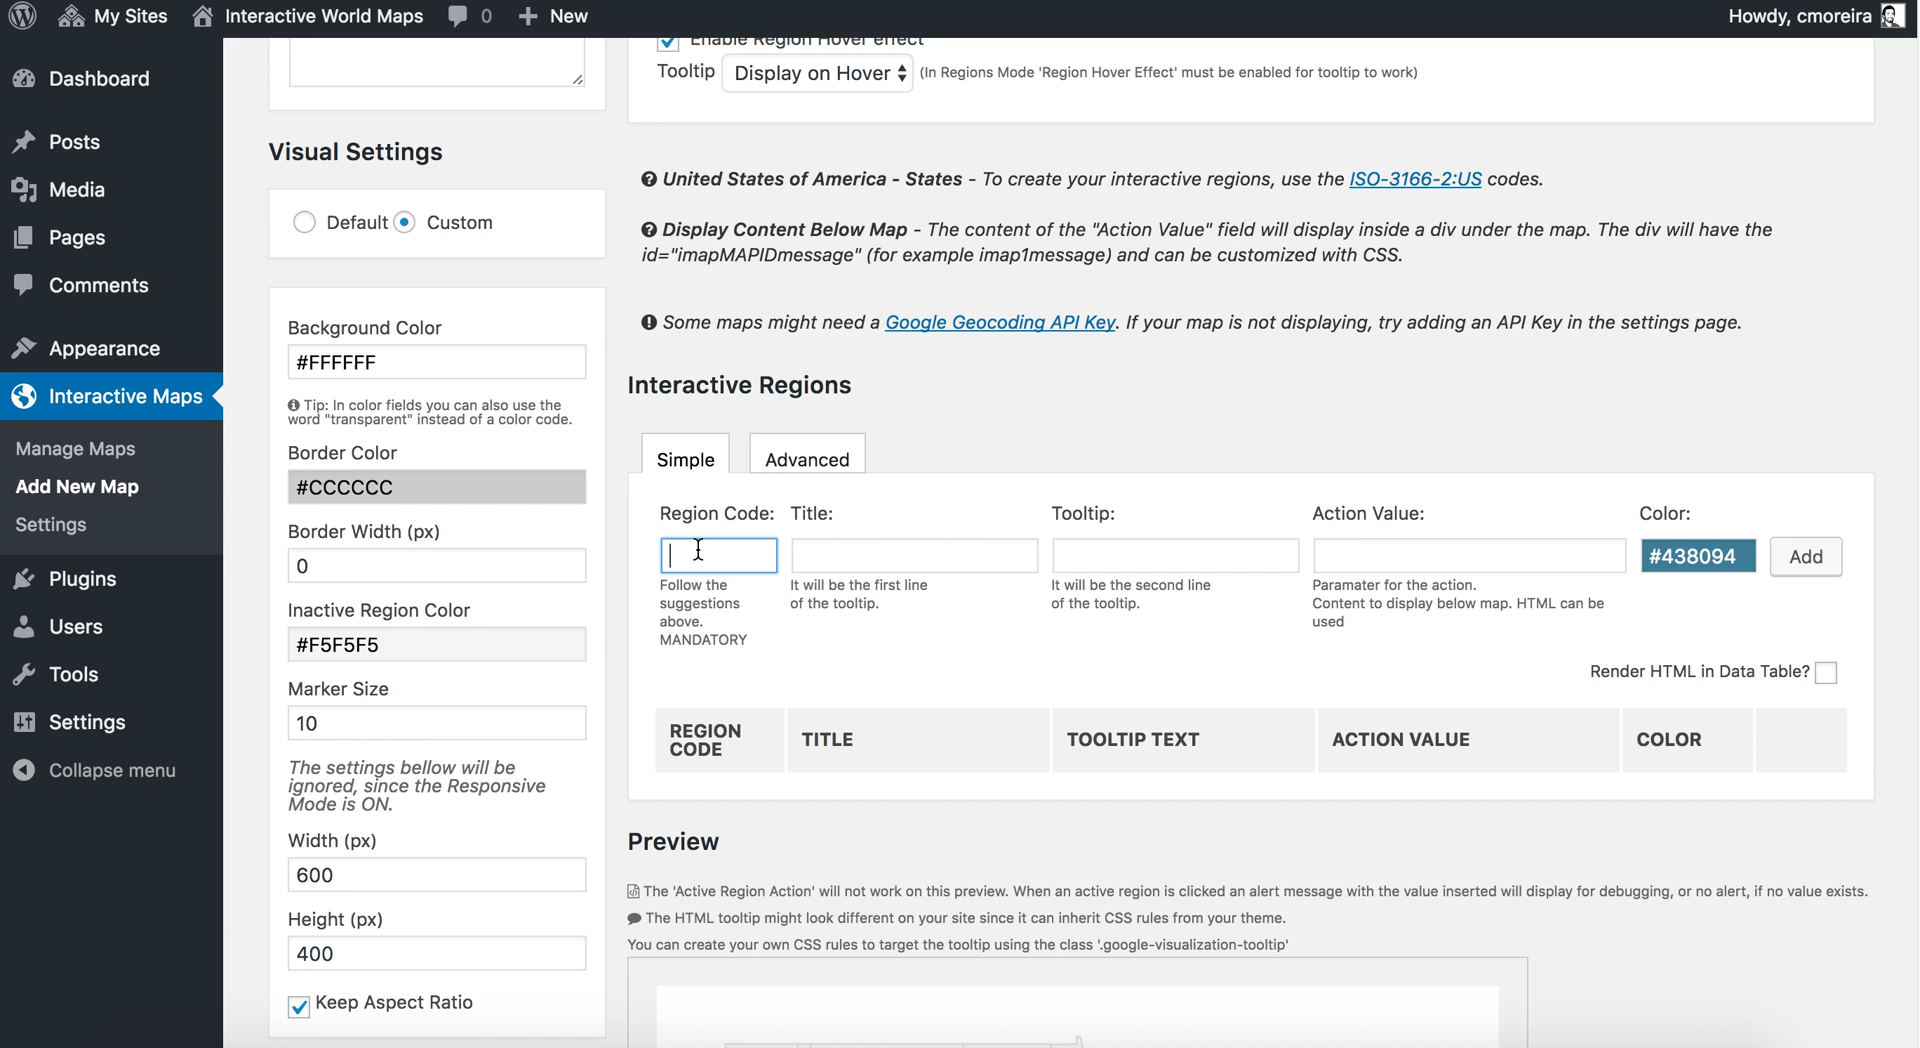 My Sites
Interactive World Maps
0
New
Howdy, cmoreira
Dashboard
Posts
Media
Pages
Comments
Appearance
Interactive Maps
Manage Maps
Add New Map
Settings
Plugins
Users
Tools
Settings
Collapse menu
Visual Settings
Default
Custom
Background Color
#FFFFFF
Tip: In color fields you can also use the
word "transparent" instead of a color code.
Border Color
#CCCCCC
Border Width (px)
0
Inactive Region Color
#F5F5F5
Marker Size
10
The settings bellow will be
ignored, since the Responsive
Mode is ON.
Width (px)
600
Height (px)
400
Keep Aspect Ratio
Enable Region Hover effect
Tooltip Display on Hover (In Regions Mode 'Region Hover Effect' must be enabled for tooltip to work)
United States of America - States - To create your interactive regions, use the ISO-3166-2:US codes.
Display Content Below Map - The content of the "Action Value" field will display inside a div under the map. The div will have the
id="imapMAPIDmessage" (for example imap1message) and can be customized with CSS.
Some maps might need a Google Geocoding API Key. If your map is not displaying, try adding an API Key in the settings page.
Interactive Regions
Simple
Advanced
Region Code:
Title:
Tooltip:
Action Value:
Color:
#438094
Add
Follow the
suggestions
above.
MANDATORY
It will be the first line
of the tooltip.
It will be the second line
of the tooltip.
Paramater for the action.
Content to display below map. HTML can be
used
Render HTML in Data Table?
REGION
CODE
TITLE
TOOLTIP TEXT
ACTION VALUE
COLOR
Preview
The 'Active Region Action' will not work on this preview. When an active region is clicked an alert message with the value inserted will display for debugging, or no alert, if no value exists.
The HTML tooltip might look different on your site since it can inherit CSS rules from your theme.
You can create your own CSS rules to target the tooltip using the class '.google-visualization-tooltip'